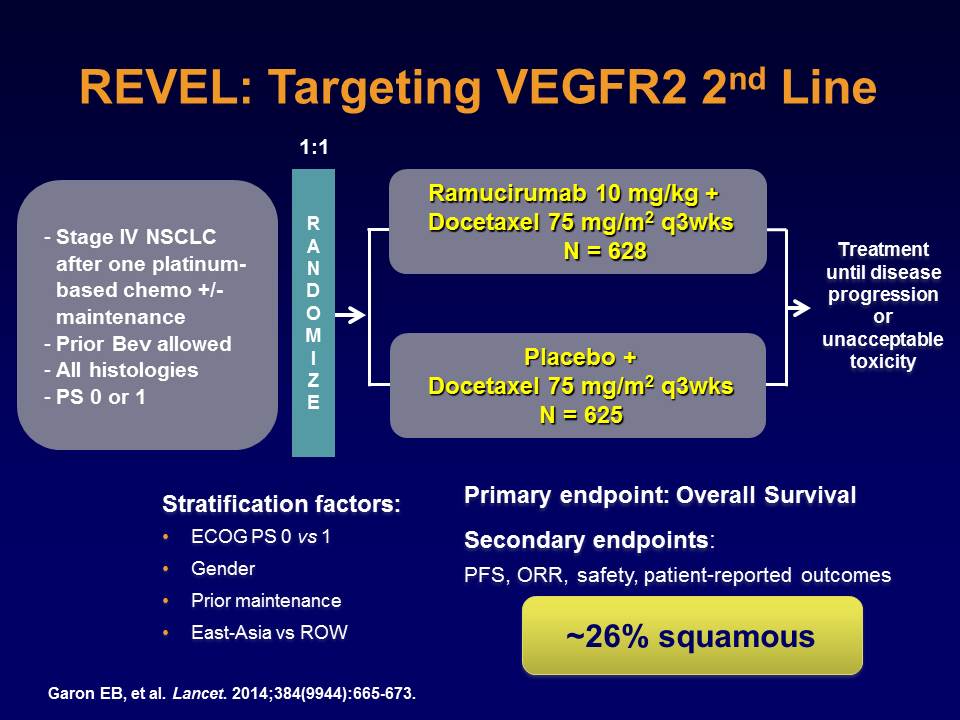 REVEL: Targeting VEGFR2 2nd Line
1:1
- Stage IV NSCLC
after one platinum-
based chemo +/-
maintenance
- Prior Bev allowed
- All histologies
- PS 0 or 1
RANDOMIZE
Ramucirumab 10 mg/kg +
Docetaxel 75 mg/m2 q3wks
N = 628
Placebo +
Docetaxel 75 mg/m2 q3wks
N = 625
Treatment
until disease
progression
or
unacceptable
toxicity
Stratification factors:
• ECOG PS 0 vs 1
• Gender
• Prior maintenance
• East-Asia vs ROW
Primary endpoint: Overall Survival
Secondary endpoints:
PFS, ORR, safety, patient-reported outcomes
~26% squamous
Garon EB, et al. Lancet. 2014;384(9944):665-673.